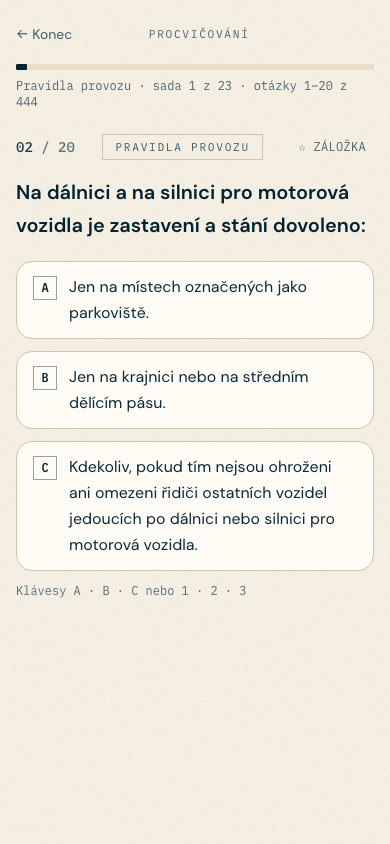 ← Konec
PROCVIČOVÁNÍ
Pravidla provozu · sada 1 z 23 · otázky 1–20 z
444
02 / 20
PRAVIDLA PROVOZU
☆ ZÁLOŽKA
Na dálnici a na silnici pro motorová
vozidla je zastavení a stání dovoleno:
A
Jen na místech označených jako
parkoviště.
B
Jen na krajnici nebo na středním
dělícím pásu.
C
Kdekoliv, pokud tím nejsou ohroženi
ani omezeni řidiči ostatních vozidel
jedoucích po dálnici nebo silnici pro
motorová vozidla.
Klávesy A · B · C nebo 1 · 2 · 3